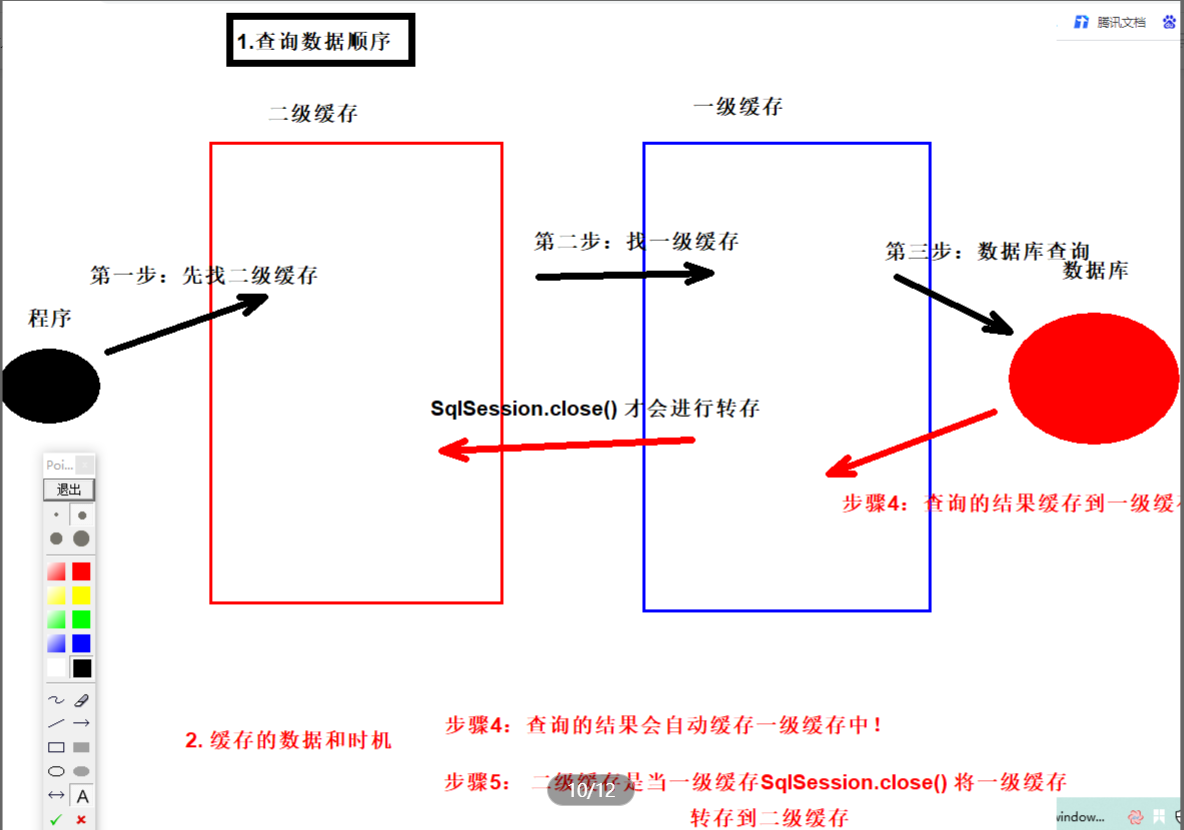 腾讯文档
1.查询数据顺序
二级缓存
一级缓存
第二步：找一级缓存
第三步：数据库查询
数据库
第一步：先找二级缓存
程序
SqlSession.close() 才会进行转存
Poi...
退出
步骤4：查询的结果缓存到一级缓存
A
步骤4：查询的结果会自动缓存一级缓存中！
2. 缓存的数据和时机
步骤5： 二级缓存是当一级缓存SqlSession.close() 将一级缓存
10/12
转存到二级缓存
window...